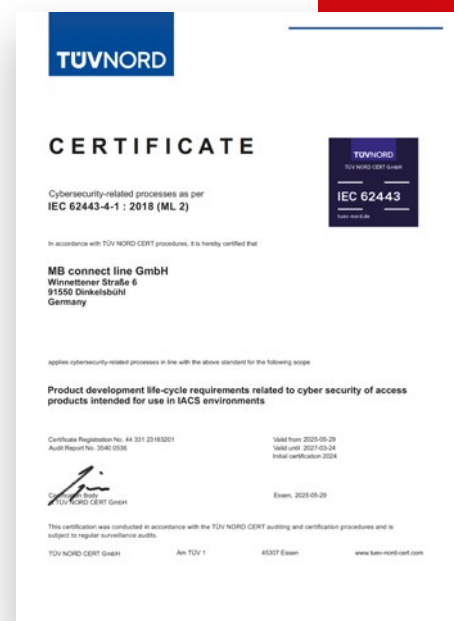 TÜVNORD
CERTIFICATE
TÜVNORD
TÜV NORD CERT GmbH
IEC 62443
tuev-nord.de
Cybersecurity-related processes as per
IEC 62443-4-1 : 2018 (ML 2)
In accordance with TÜV NORD CERT procedures, it is hereby certified that
MB connect line GmbH
Winnettener Straße 6
91550 Dinkelsbühl
Germany
applies cybersecurity-related processes in line with the above standard for the following scope
Product development life-cycle requirements related to cyber security of access
products intended for use in IACS environments
Certificate Registration No. 44 331 23183201
Audit Report No. 3540 0536
Valid from 2025-05-29
Valid until 2027-03-24
Initial certification 2024
Certification Body
TÜV NORD CERT GmbH
Essen, 2025-05-29
This certification was conducted in accordance with the TÜV NORD CERT auditing and certification procedures and is
subject to regular surveillance audits.
TÜV NORD CERT GmbH Am TÜV 1 45307 Essen www.tuev-nord-cert.com